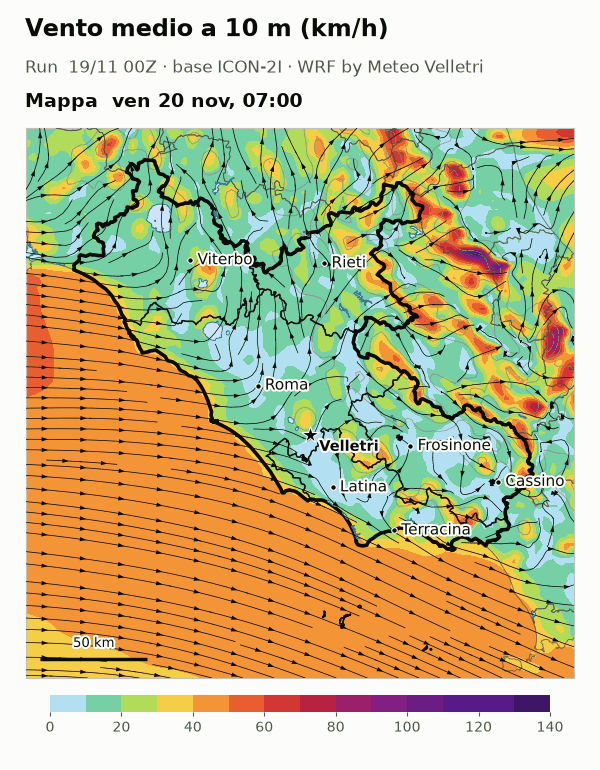 Vento medio a 10 m (km/h)
Run  19/11 00Z · base ICON-2I · WRF by Meteo Velletri
Mappa  ven 20 nov, 07:00
Viterbo
Rieti
Roma
Velletri
Frosinone
Latina
Cassino
Terracina
50 km
0 20 40 60 80 100 120 140